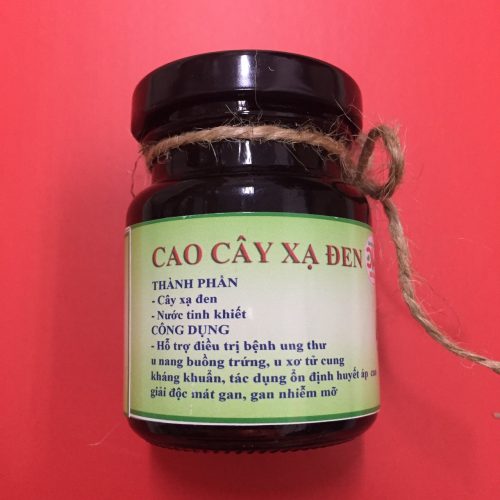 CAO CÂY XẠ ĐEN
THÀNH PHẦN
- Cây xạ đen
- Nước tinh khiết
CÔNG DỤNG
- Hỗ trợ điều trị bệnh ung thư
u nang buồng trứng, u xơ tử cung
kháng khuẩn, tác dụng ổn định huyết áp cao
giải độc mát gan, gan nhiễm mỡ